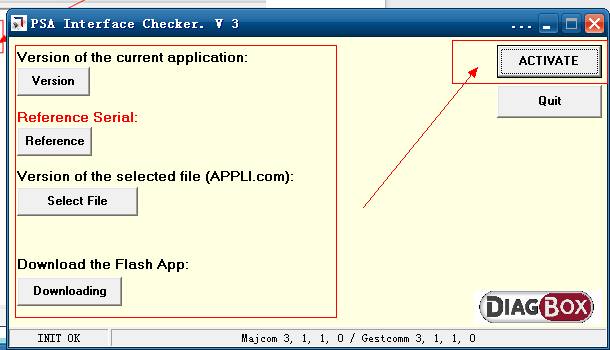 PSA Interface Checker. V 3
...
Version of the current application:
ACTIVATE
Version
Quit
Reference Serial:
Reference
Version of the selected file (APPLI.com):
Select File
Download the Flash App:
Downloading
DIAGBOX
INIT OK
Majcom 3, 1, 1, 0 / Gestcomm 3, 1, 1, 0